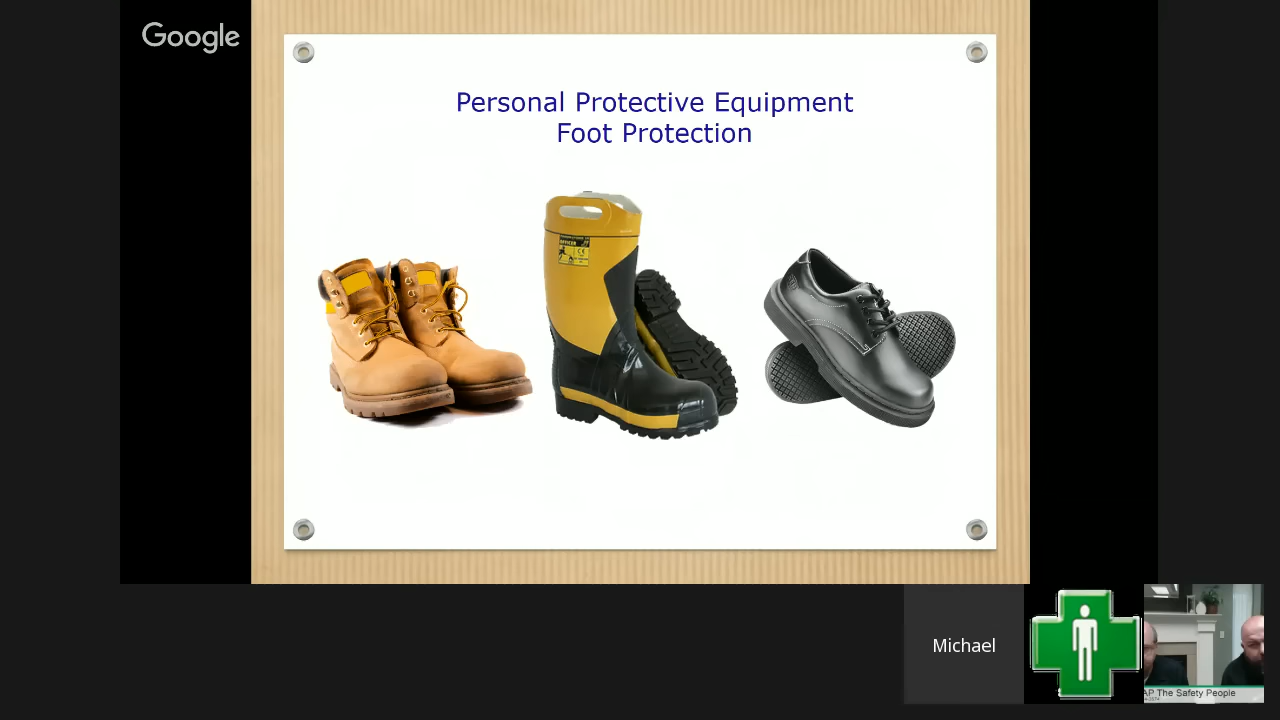 Google
Personal Protective Equipment
Foot Protection
Michael
AP The Safety People